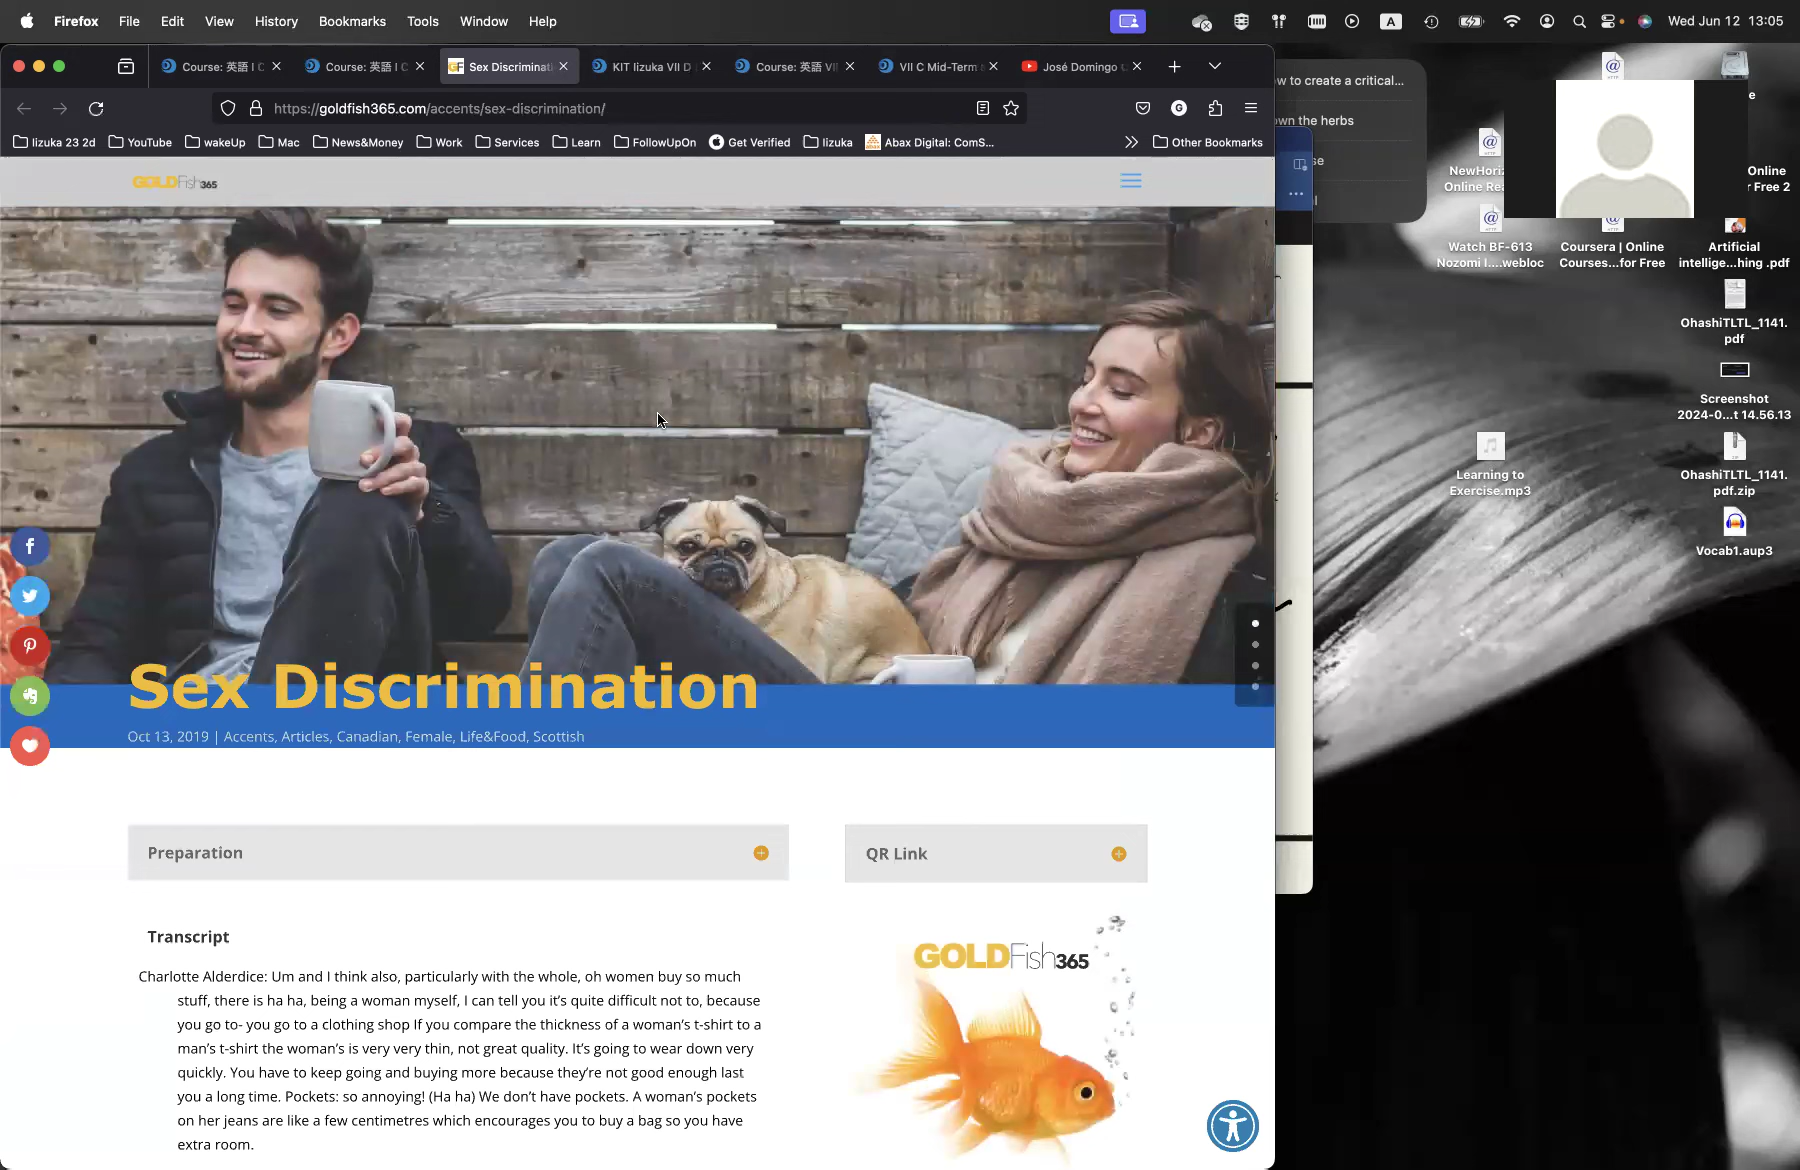 Firefox File Edit View History Bookmarks Tools Window Help
A
Wed Jun 12 13:05
Course: 英語 I C
Course: 英語 I C
Sex Discriminat
KIT Iizuka VII D
Course: 英語 VI
VII C Mid-Term
José Domingo
https://goldfish365.com/accents/sex-discrimination/
G
Iizuka 23 2d YouTube wakeUp Mac News&Money Work Services Learn FollowUpOn Get Verified Iizuka Abax Digital: ComS... Other Bookmarks
GOLDFish365
Sex Discrimination
Oct 13, 2019 | Accents, Articles, Canadian, Female, Life&Food, Scottish
Preparation
QR Link
Transcript
Charlotte Alderdice: Um and I think also, particularly with the whole, oh women buy so much
stuff, there is ha ha, being a woman myself, I can tell you it’s quite difficult not to, because
you go to- you go to a clothing shop If you compare the thickness of a woman’s t-shirt to a
man’s t-shirt the woman’s is very very thin, not great quality. It’s going to wear down very
quickly. You have to keep going and buying more because they’re not good enough last
you a long time. Pockets: so annoying! (Ha ha) We don’t have pockets. A woman’s pockets
on her jeans are like a few centimetres which encourages you to buy a bag so you have
extra room.
GOLDFish365
w to create a critical...
own the herbs
se
l
NewHoriz
Online Rea
Online
r Free 2
Watch BF-613
Nozomi I....webloc
Coursera | Online
Courses...for Free
Artificial
intellige...hing .pdf
OhashiTLTL_1141.
pdf
Screenshot
2024-0...t 14.56.13
Learning to
Exercise.mp3
OhashiTLTL_1141.
pdf.zip
Vocab1.aup3